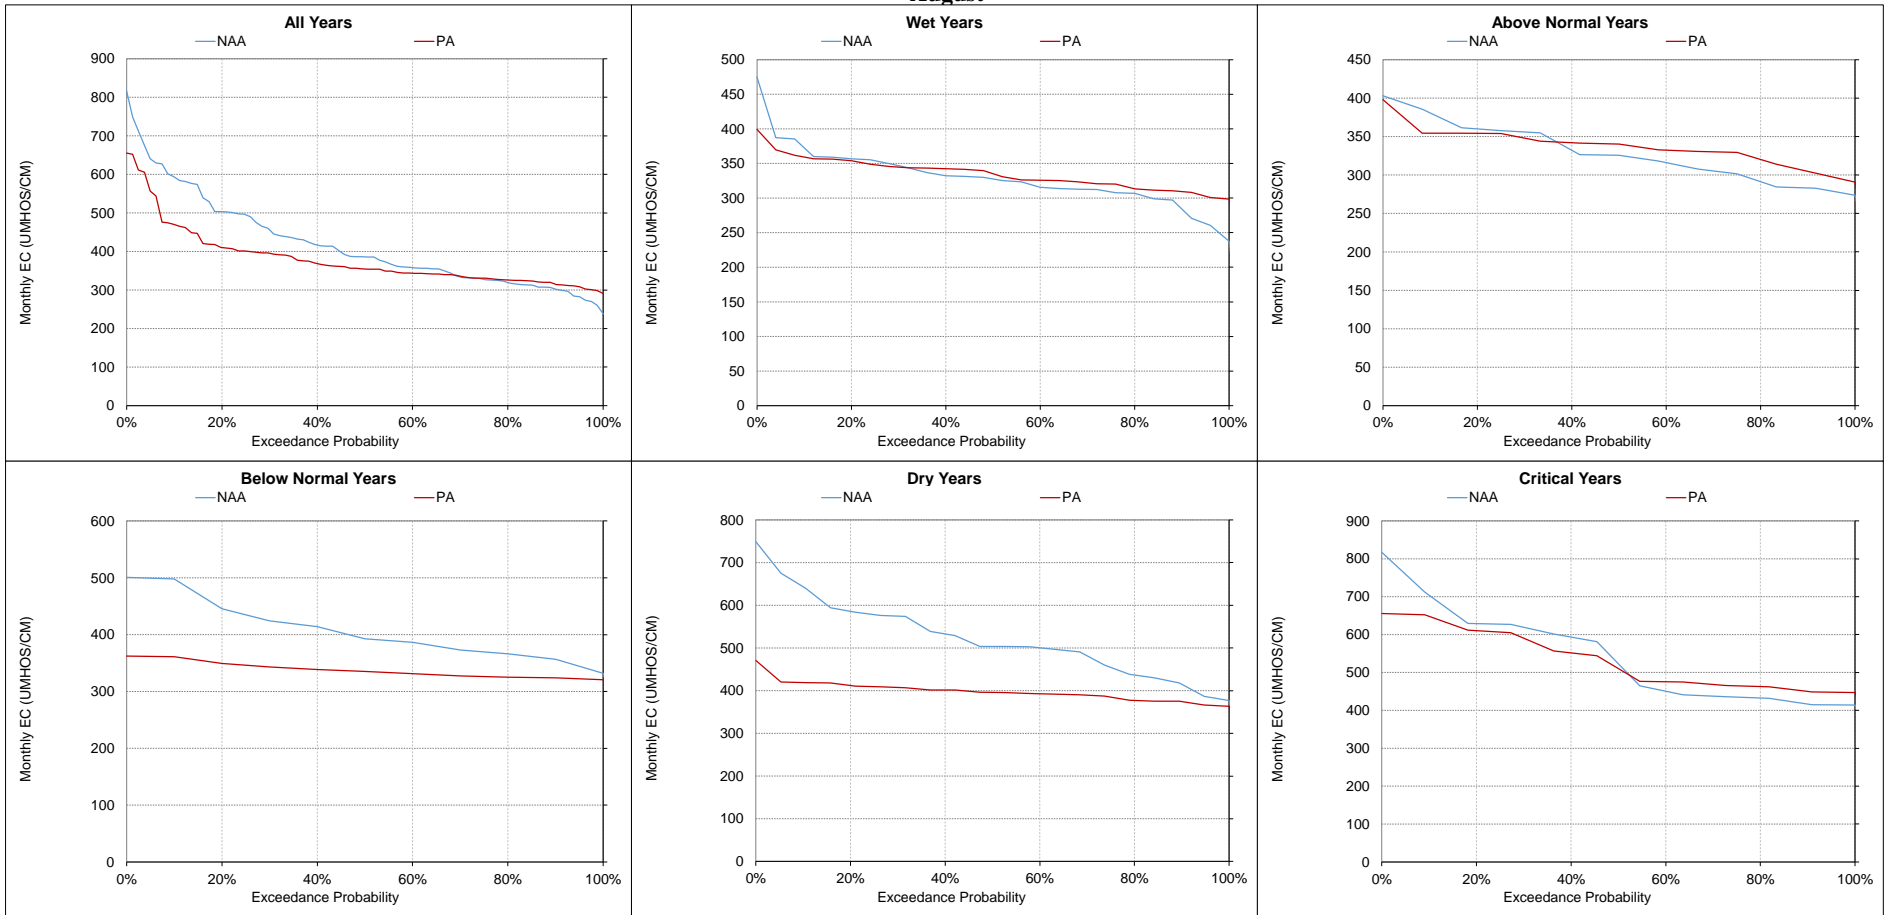 August
All Years
NAA PA
Monthly EC (UMHOS/CM)
900
800
700
600
500
400
300
200
100
0
0% 20% 40% 60% 80% 100%
Exceedance Probability
Wet Years
NAA PA
Monthly EC (UMHOS/CM)
500
450
400
350
300
250
200
150
100
50
0
0% 20% 40% 60% 80% 100%
Exceedance Probability
Above Normal Years
NAA PA
Monthly EC (UMHOS/CM)
450
400
350
300
250
200
150
100
50
0
0% 20% 40% 60% 80% 100%
Exceedance Probability
Below Normal Years
NAA PA
Monthly EC (UMHOS/CM)
600
500
400
300
200
100
0
0% 20% 40% 60% 80% 100%
Exceedance Probability
Dry Years
NAA PA
Monthly EC (UMHOS/CM)
800
700
600
500
400
300
200
100
0
0% 20% 40% 60% 80% 100%
Exceedance Probability
Critical Years
NAA PA
Monthly EC (UMHOS/CM)
900
800
700
600
500
400
300
200
100
0
0% 20% 40% 60% 80% 100%
Exceedance Probability